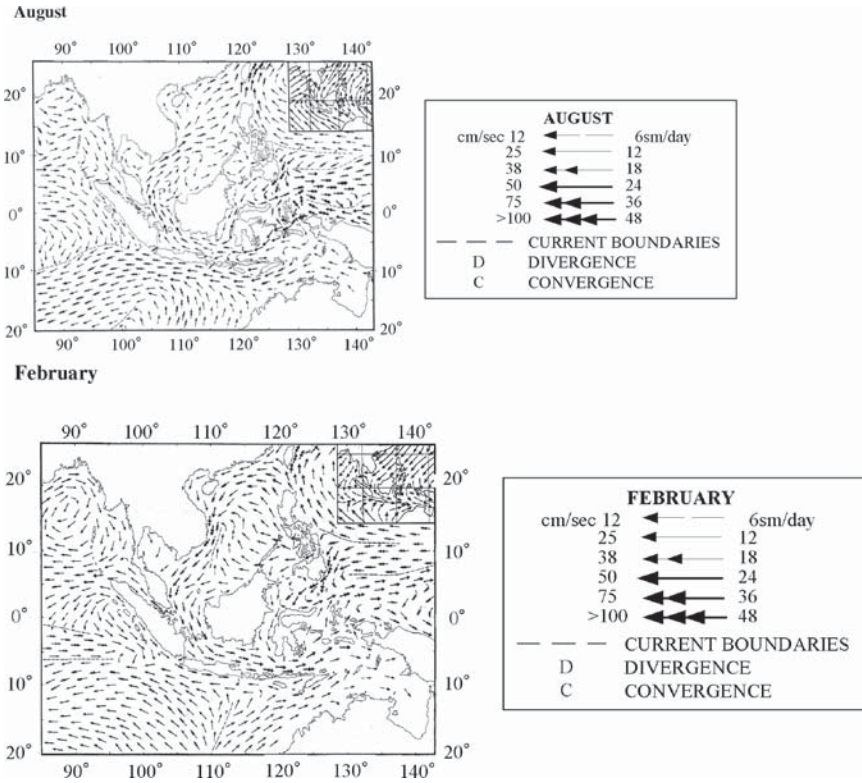 August
90° 100° 110° 120° 130° 140°
20° 20°
10° 10°
0° 0°
10° 10°
20° 20°
90° 100° 110° 120° 130° 140°
AUGUST
cm/sec 12 6sm/day
25 12
38 18
50 24
75 36
>100 48
CURRENT BOUNDARIES
D DIVERGENCE
C CONVERGENCE
February
90° 100° 110° 120° 130° 140°
20° 20°
10° 10°
0° 0°
10° 10°
20° 20°
90° 100° 110° 120° 130° 140°
FEBRUARY
cm/sec 12 6sm/day
25 12
38 18
50 24
75 36
>100 48
CURRENT BOUNDARIES
D DIVERGENCE
C CONVERGENCE